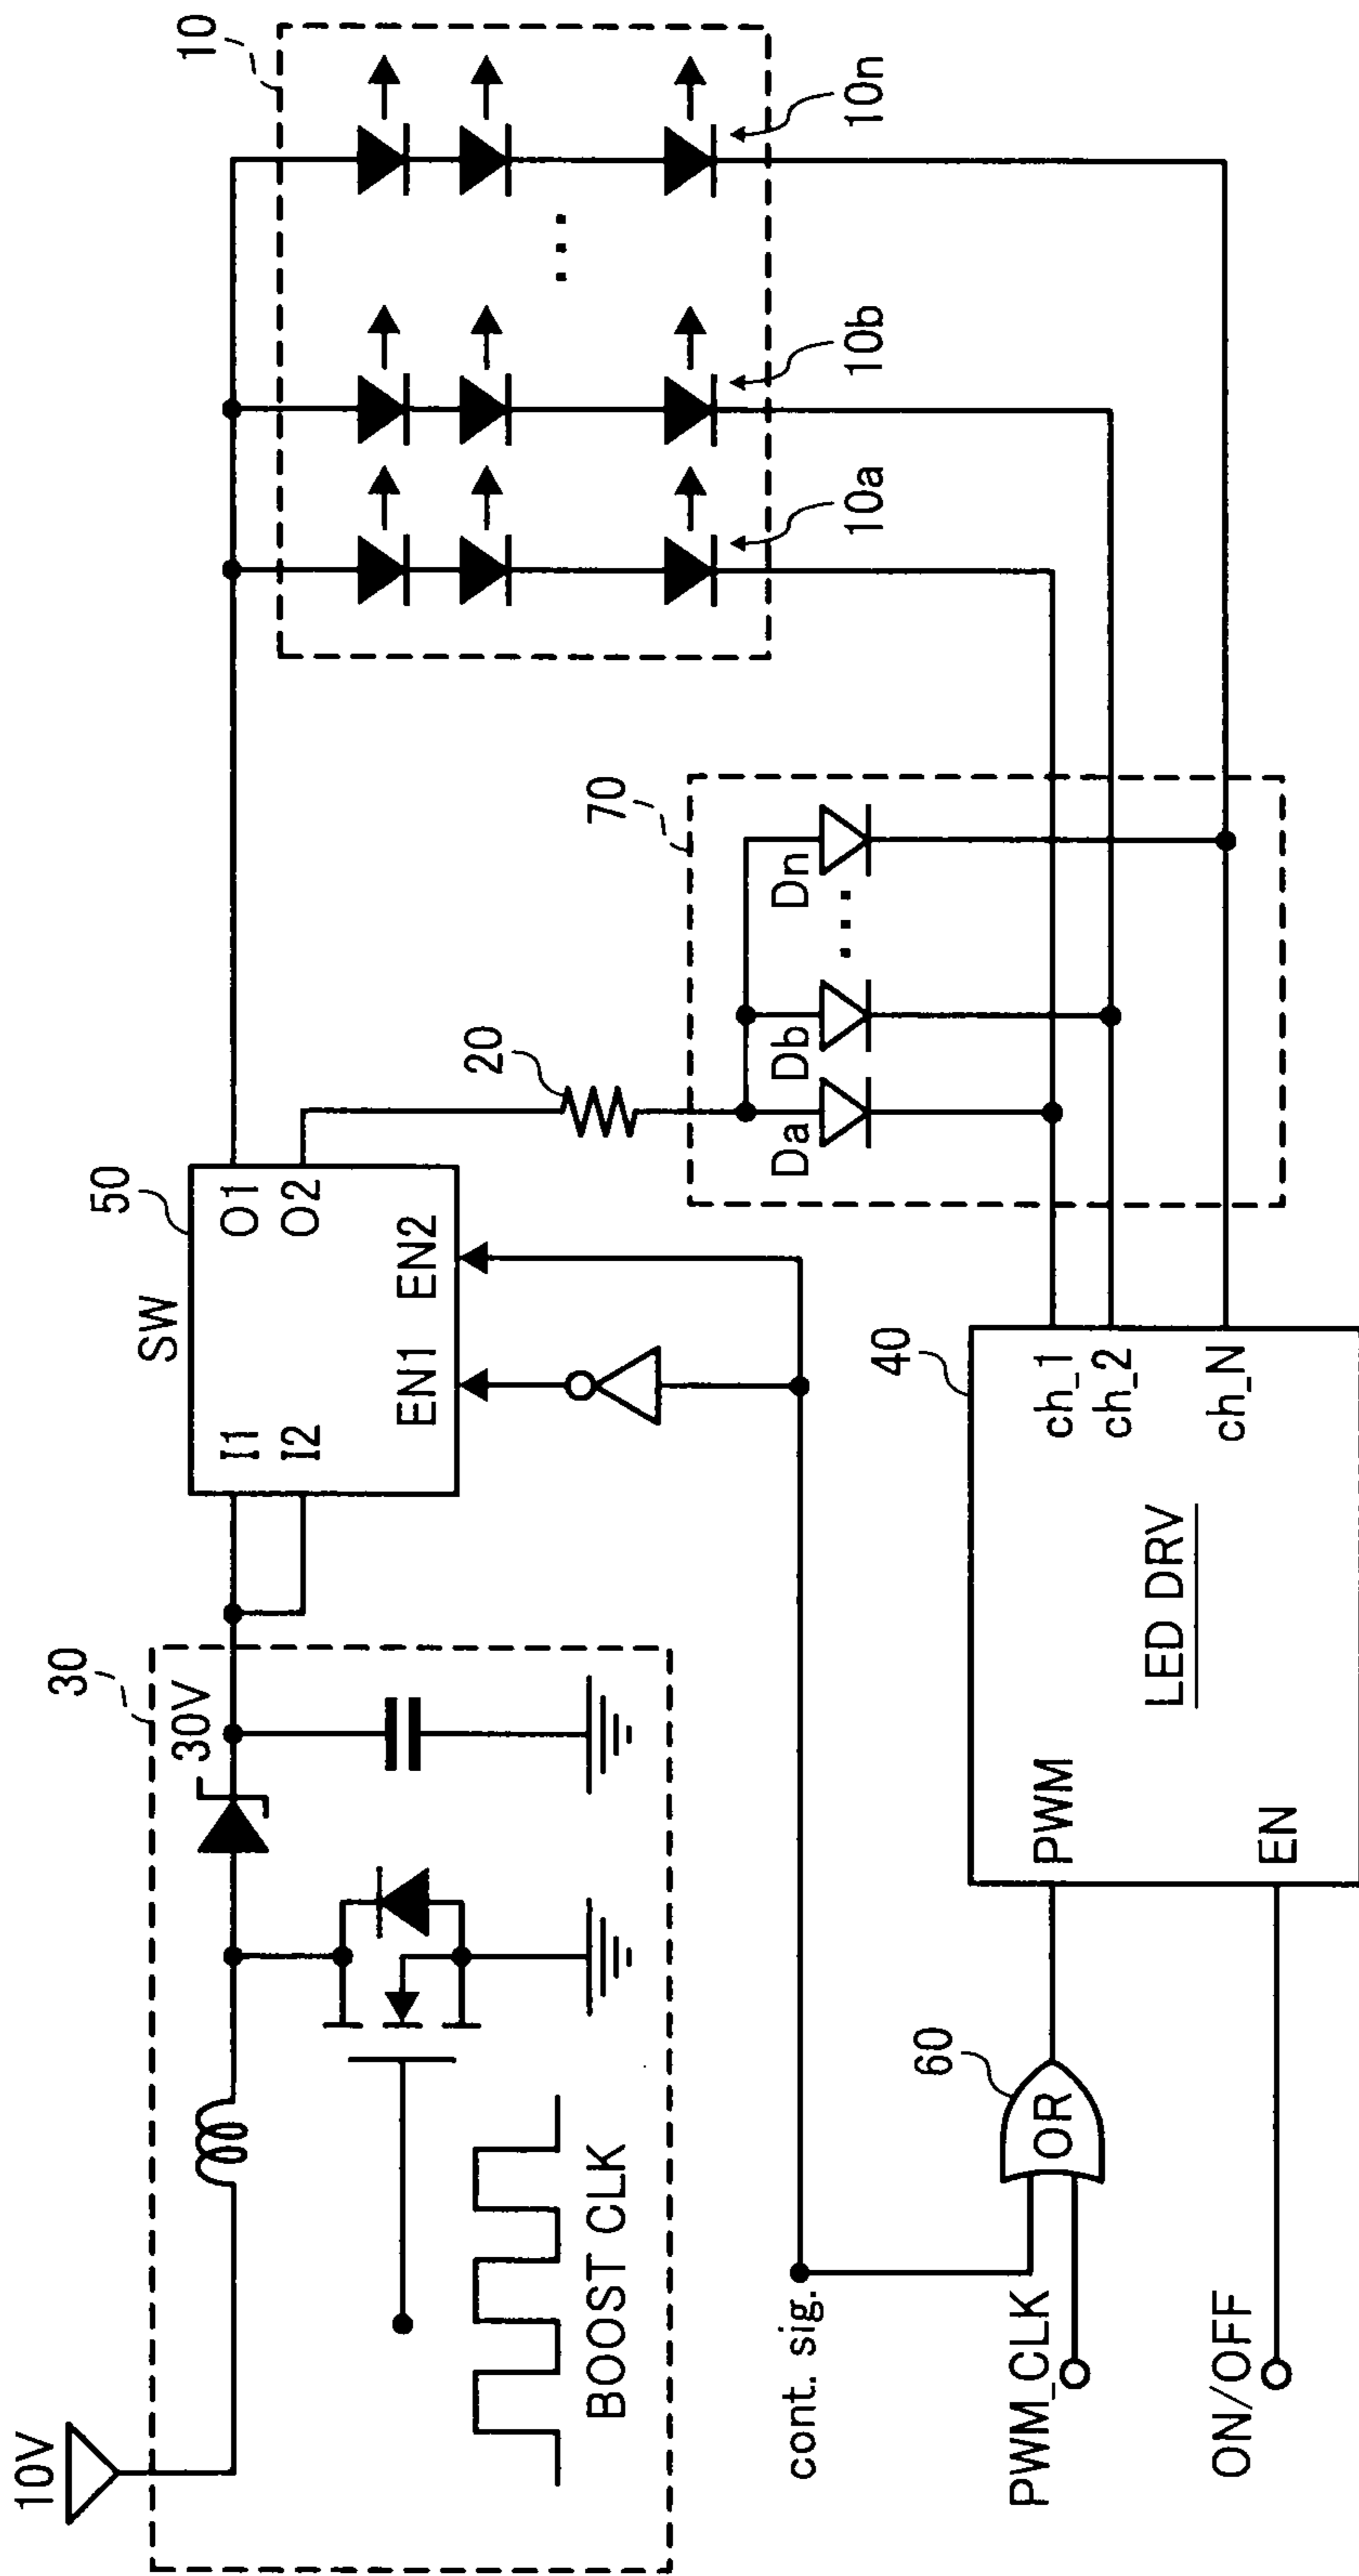 10V
30
30V
BOOST CLK
SW
50
I1
O1
I2
O2
EN1
EN2
20
10
10a
10b
10n
70
Da
Db
Dn
cont. sig.
PWM_CLK
ON/OFF
60
OR
40
PWM
EN
LED DRV
ch_1
ch_2
ch_N